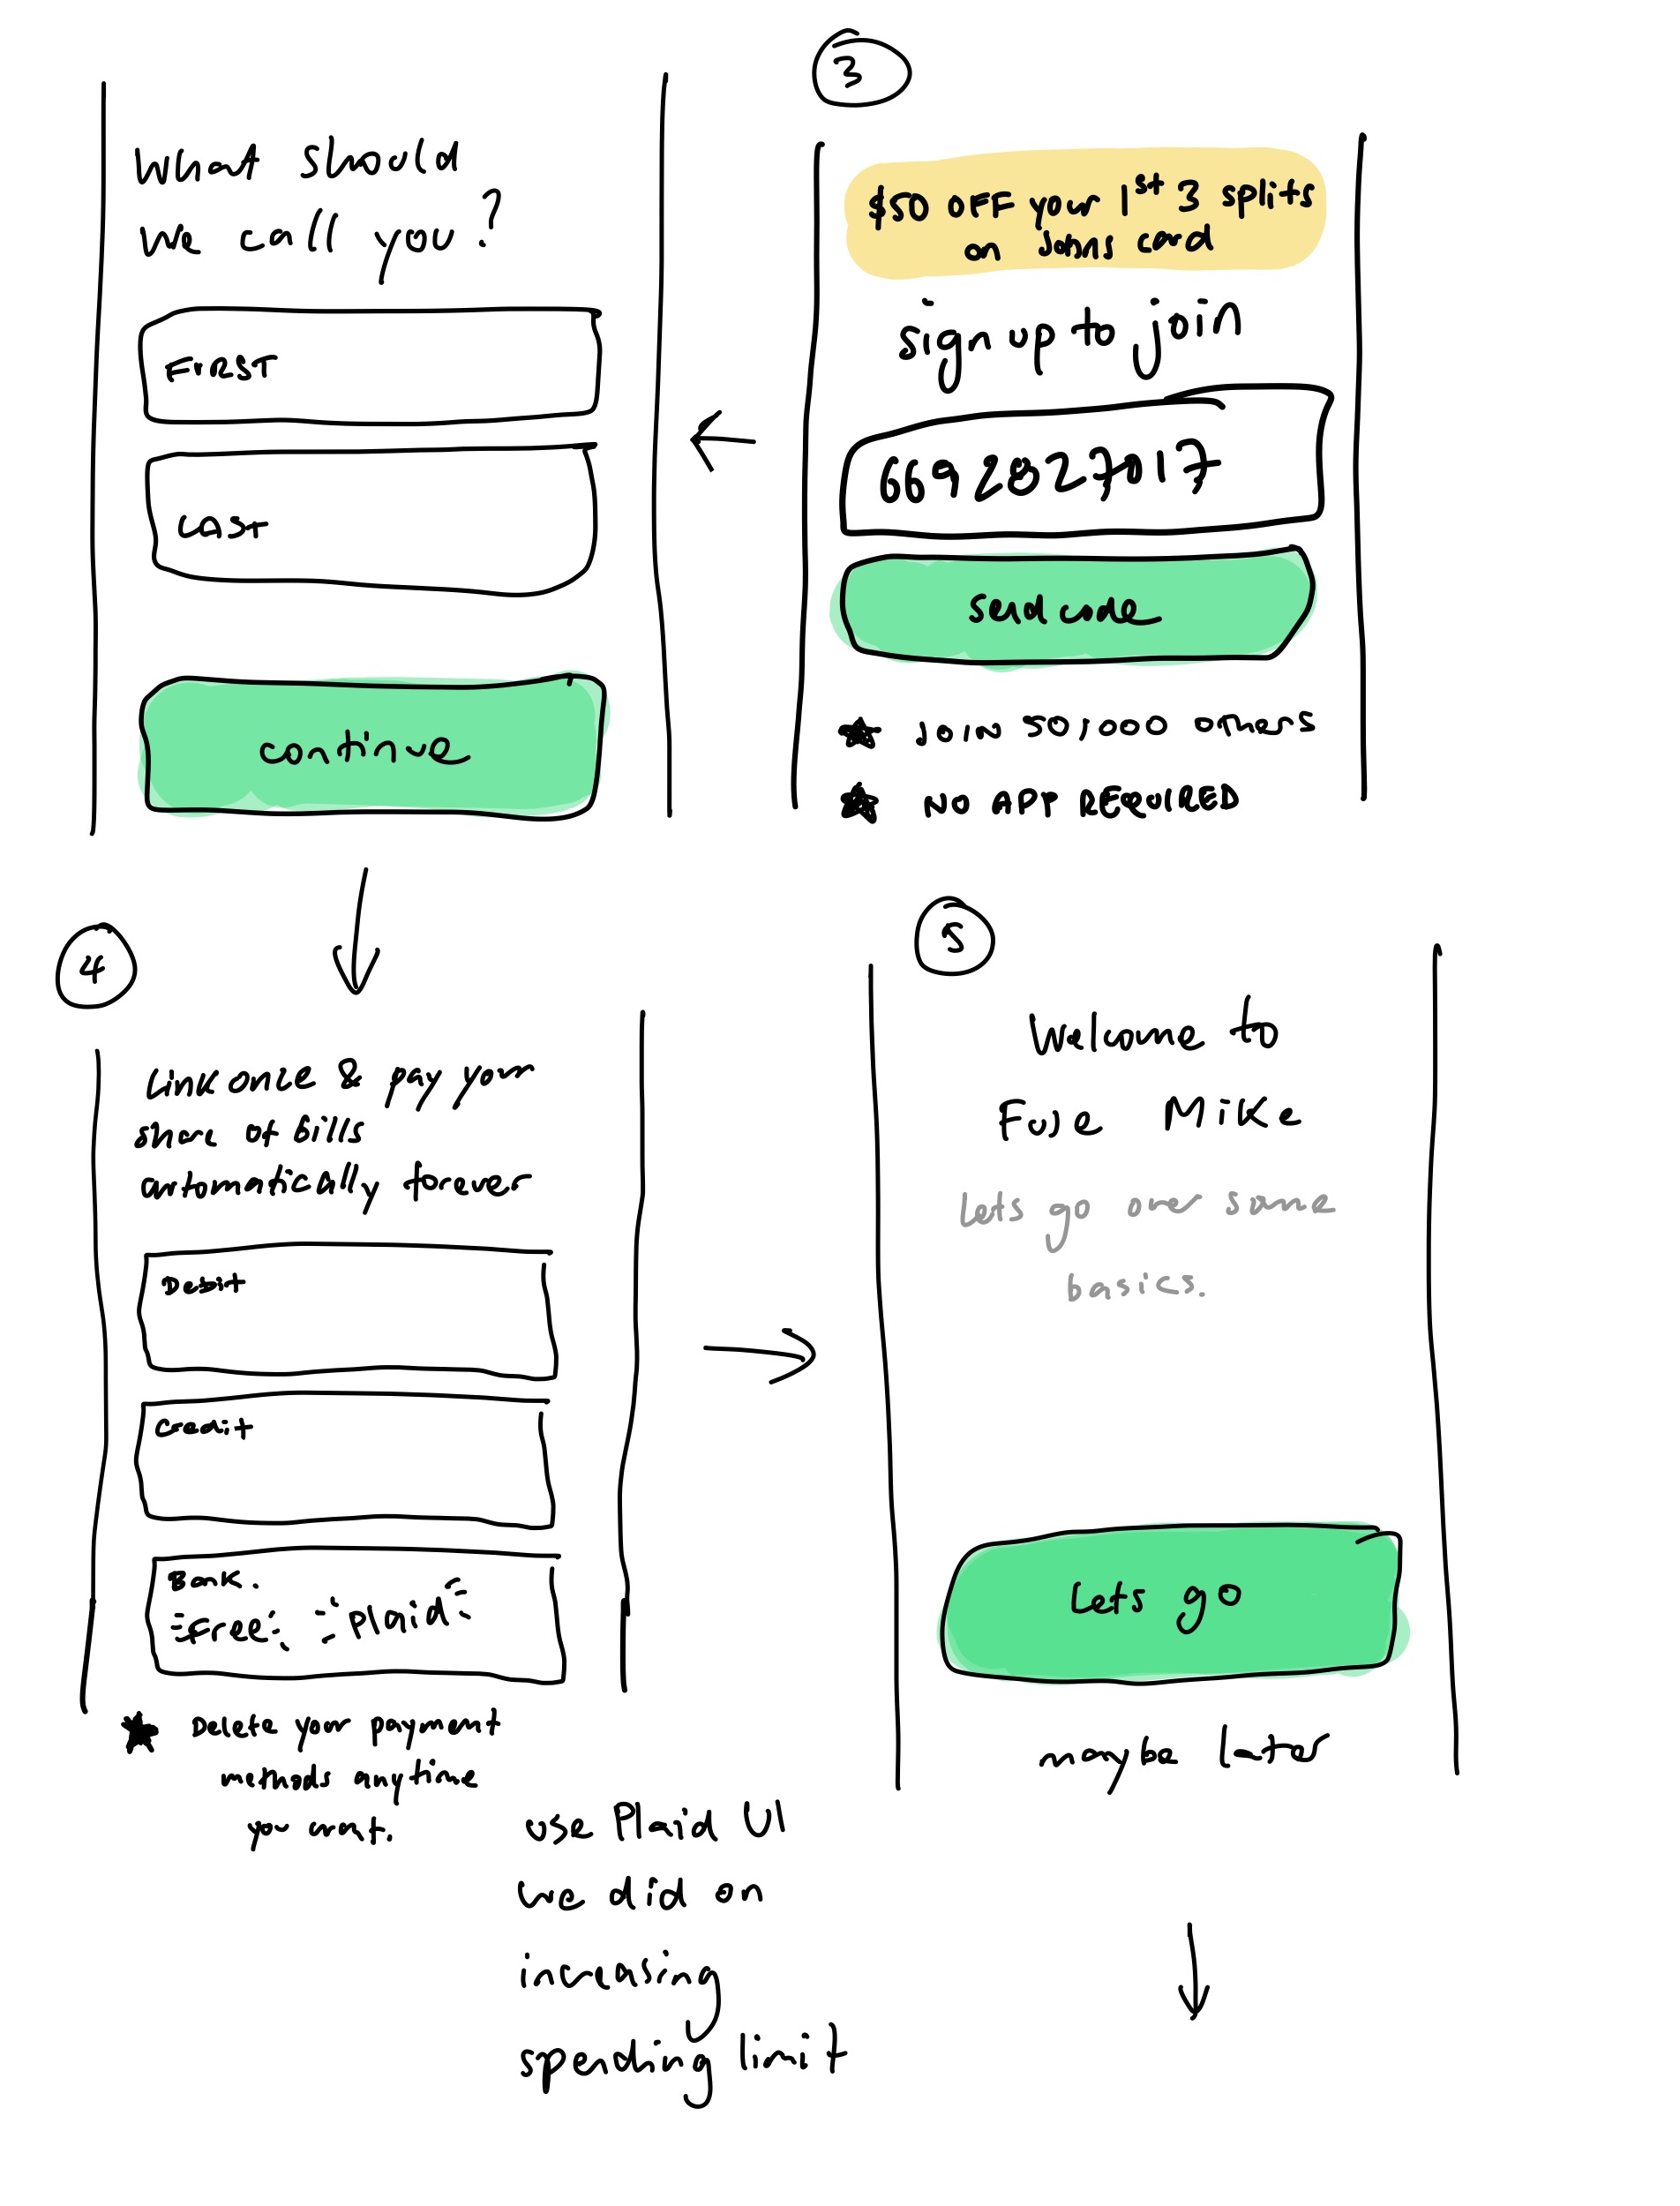 What should
we call you?
FIRST
LAST
continue
3
$50 OFF your 1st 3 splits
on Johns card
sign up to join
6692827017
send code
★ JOIN 50,000 others
★ NO APP REQUIRED
4
Link once & pay your
share of bills
automatically forever
Debit
Credit
Bank.
Free Plaid
★ Delete your payment
methods anytime
you want.
use Plaid UI
we did on
increasing
spending limit
5
Welcome to
Fuse Mike
Lets go over some
basics.
Lets go
maybe later